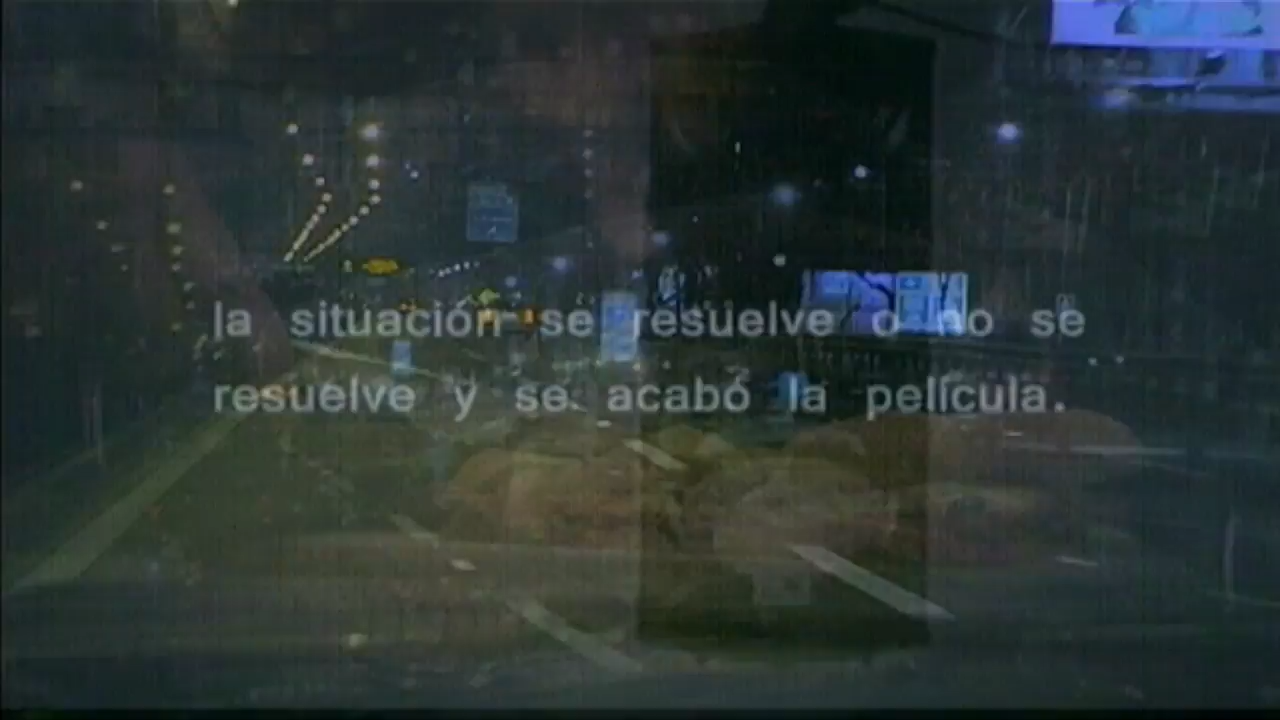 la situación se resuelve o no se
resuelve y se acabó la película.